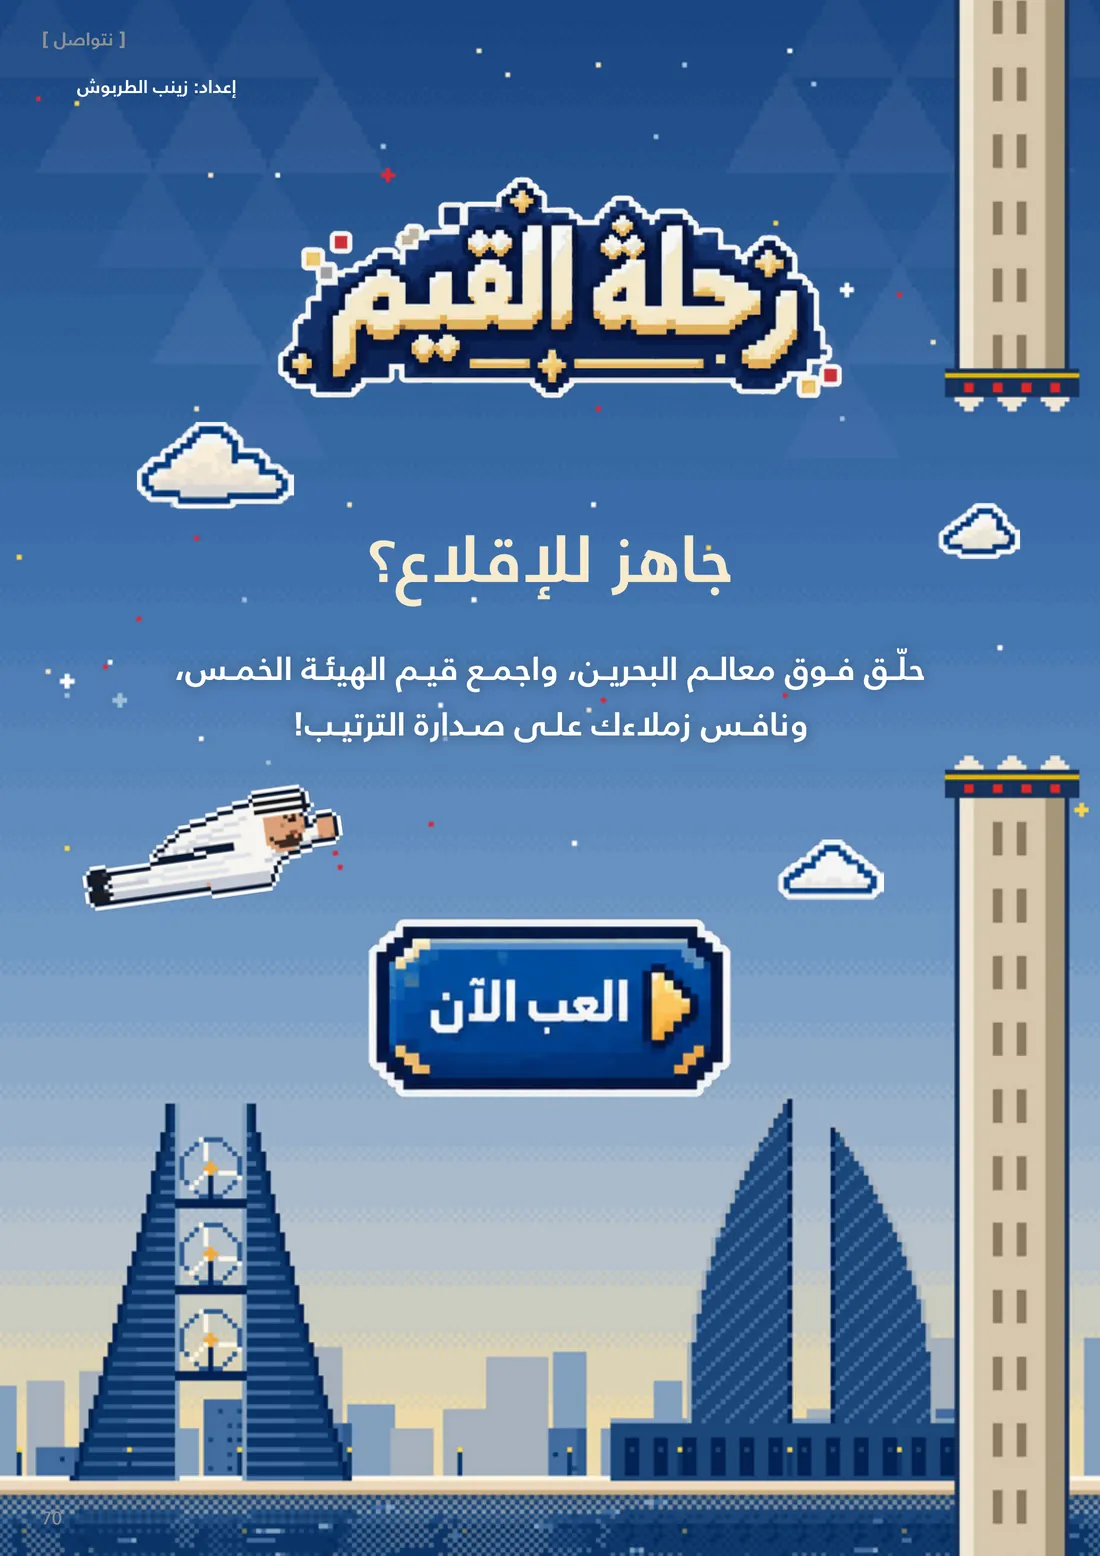 [ نتواصل ]
إعداد: زينب الطربوش
رحلة القيم
جاهز للإقلاع؟
حلّق فوق معالم البحرين، واجمع قيم الهيئة الخمس،
ونافس زملاءك على صدارة الترتيب!
العب الآن
70